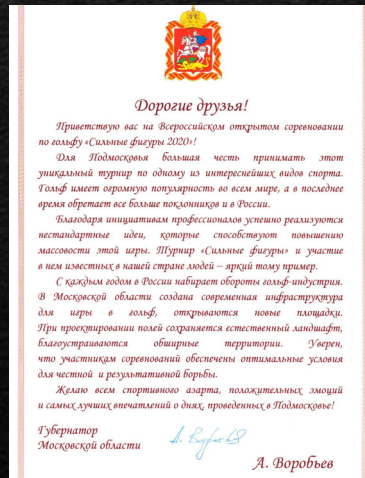 Дорогие друзья!
Приветствую вас на Всероссийском открытом соревновании
по гольфу «Сильные фигуры 2020»!
Для Подмосковья большая честь принимать этот
уникальный турнир по одному из интереснейших видов спорта.
Гольф имеет огромную популярность во всем мире, а в последнее
время обретает все больше поклонников и в России.
Благодаря инициативам профессионалов успешно реализуются
нестандартные идеи, которые способствуют повышению
массовости этой игры. Турнир «Сильные фигуры» и участие
в нем известных в нашей стране людей – яркий тому пример.
С каждым годом в России набирает обороты гольф-индустрия.
В Московской области создана современная инфраструктура
для игры в гольф, открываются новые площадки.
При проектировании полей сохраняется естественный ландшафт,
благоустраиваются обширные территории. Уверен,
что участникам соревнований обеспечены оптимальные условия
для честной и результативной борьбы.
Желаю всем спортивного азарта, положительных эмоций
и самых лучших впечатлений о днях, проведенных в Подмосковье!
Губернатор
Московской области
А. Воробьев